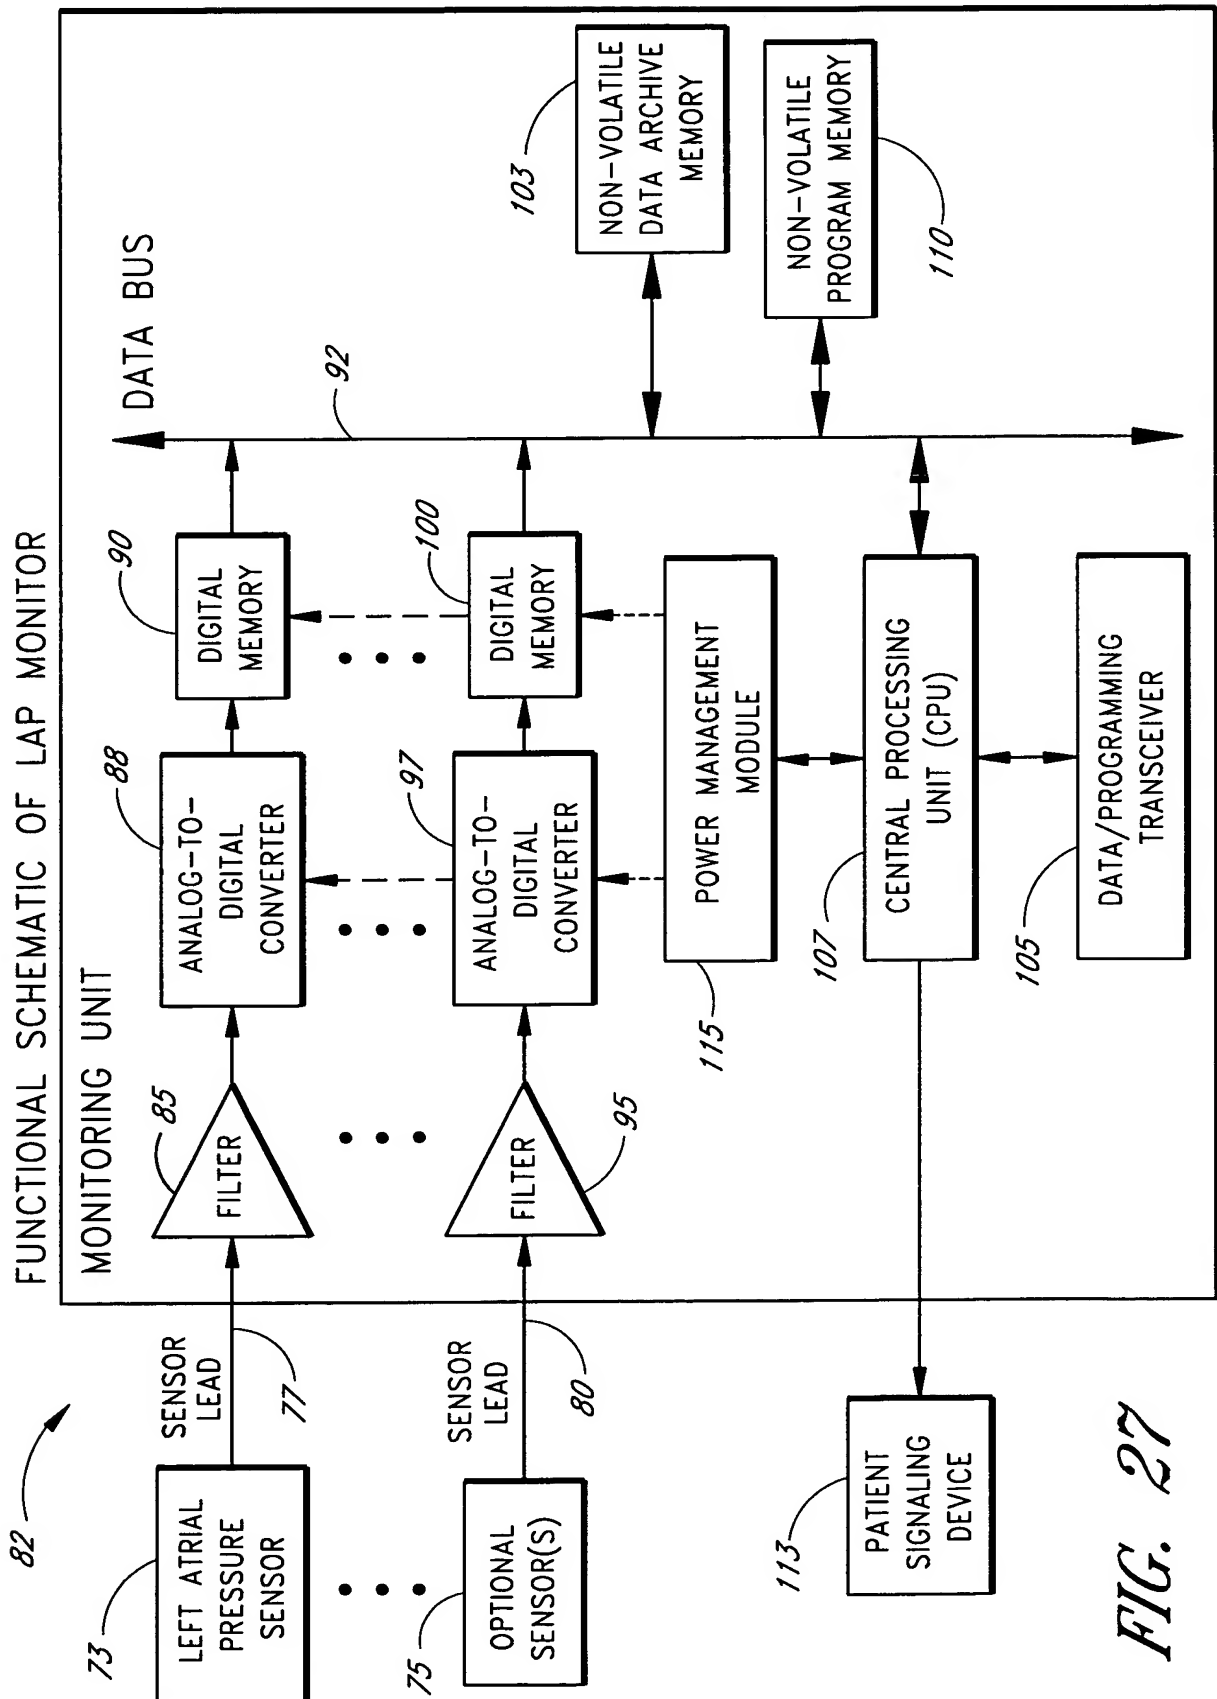 FUNCTIONAL SCHEMATIC OF LAP MONITOR
82
MONITORING UNIT
73
LEFT ATRIAL
PRESSURE
SENSOR
SENSOR
LEAD
77
85
FILTER
88
ANALOG-TO-
DIGITAL
CONVERTER
90
DIGITAL
MEMORY
DATA BUS
92
75
OPTIONAL
SENSOR(S)
SENSOR
LEAD
80
95
FILTER
97
ANALOG-TO-
DIGITAL
CONVERTER
100
DIGITAL
MEMORY
103
NON-VOLATILE
DATA ARCHIVE
MEMORY
115
POWER MANAGEMENT
MODULE
NON-VOLATILE
PROGRAM MEMORY
110
113
PATIENT
SIGNALING
DEVICE
107
CENTRAL PROCESSING
UNIT (CPU)
105
DATA/PROGRAMMING
TRANSCEIVER
FIG. 27